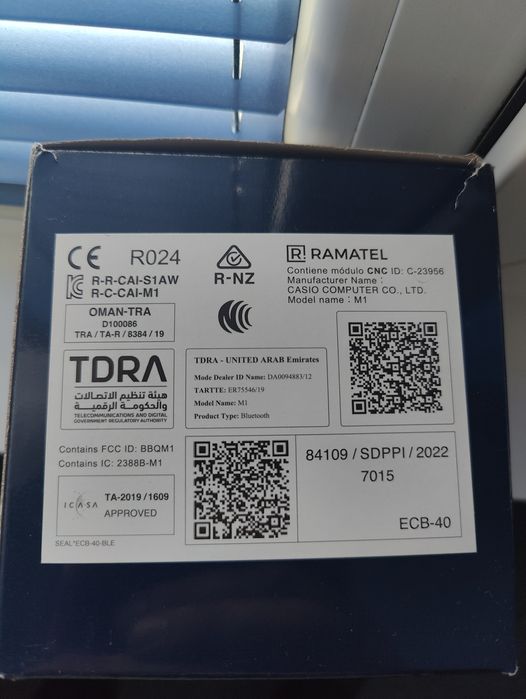 CE R024
R-R-CAI-S1AW
R-C-CAI-M1
R-NZ
R! RAMATEL
Contiene módulo CNC ID: C-23956
Manufacturer Name :
CASIO COMPUTER CO., LTD.
Model name : M1
OMAN-TRA
D100086
TRA / TA-R / 8384 / 19
TDRA
هيئة تنظيم الاتصالات
والحكومة الرقمية
TELECOMMUNICATIONS AND DIGITAL
GOVERNMENT REGULATORY AUTHORITY
TDRA - UNITED ARAB Emirates
Mode Dealer ID Name: DA0094883/12
TARTTE: ER75546/19
Model Name: M1
Product Type: Bluetooth
Contains FCC ID: BBQM1
Contains IC: 2388B-M1
ICASA
TA-2019 / 1609
APPROVED
84109 / SDPPI / 2022
7015
ECB-40
SEAL*ECB-40-BLE